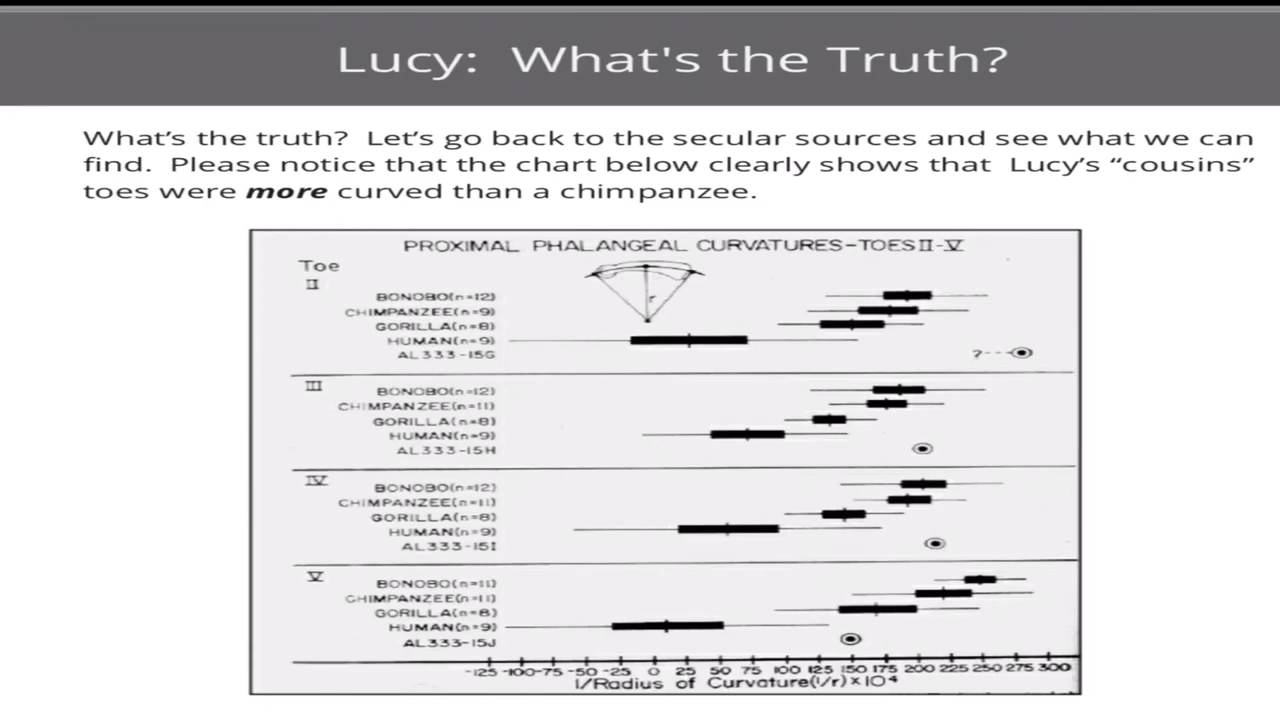 Lucy: What's the Truth?
What's the truth? Let's go back to the secular sources and see what we can
find. Please notice that the chart below clearly shows that Lucy's “cousins”
toes were more curved than a chimpanzee.
PROXIMAL PHALANGEAL CURVATURES-TOES II-V
Toe
II
r
BONOBO(n=12)
CHIMPANZEE(n=9)
GORILLA(n=8)
HUMAN(n=9)
AL333-15G
?
III
BONOBO(n=12)
CHIMPANZEE(n=11)
GORILLA(n=8)
HUMAN(n=9)
AL333-15H
IV
BONOBO(n=12)
CHIMPANZEE(n=11)
GORILLA(n=8)
HUMAN(n=9)
AL333-15I
V
BONOBO(n=11)
CHIMPANZEE(n=11)
GORILLA(n=8)
HUMAN(n=9)
AL333-15J
-125 -100 -75 -50 -25 0 25 50 75 100 125 150 175 200 225 250 275 300
1/Radius of Curvature(1/r)×10⁴